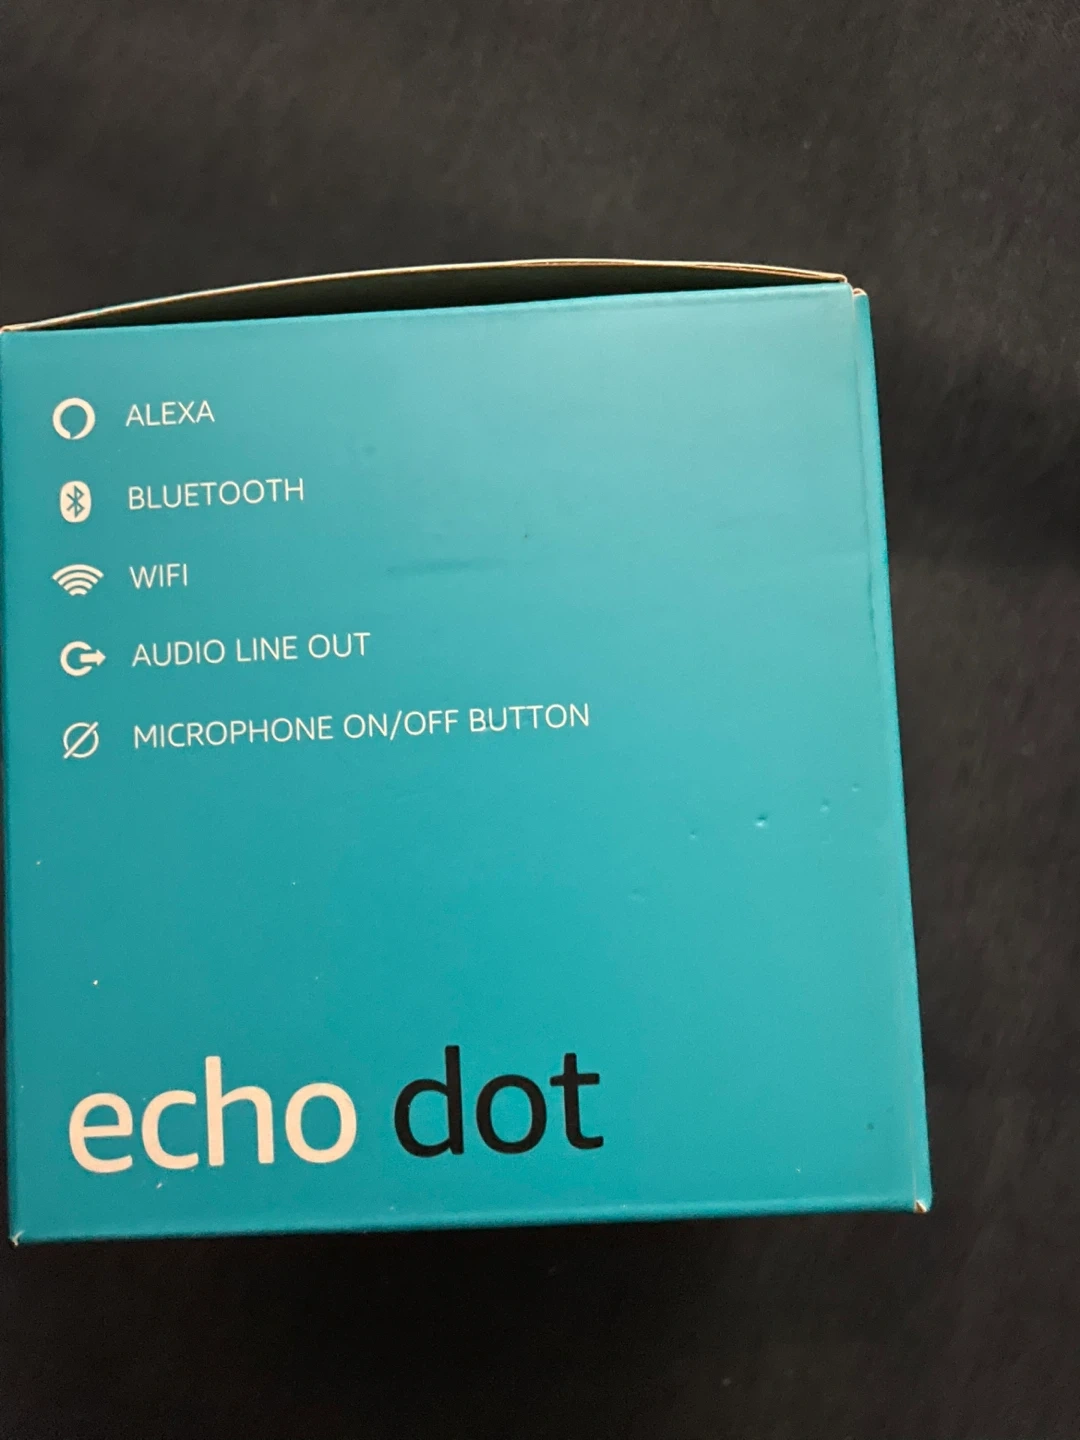 ALEXA
BLUETOOTH
WIFI
AUDIO LINE OUT
MICROPHONE ON/OFF BUTTON
echo dot